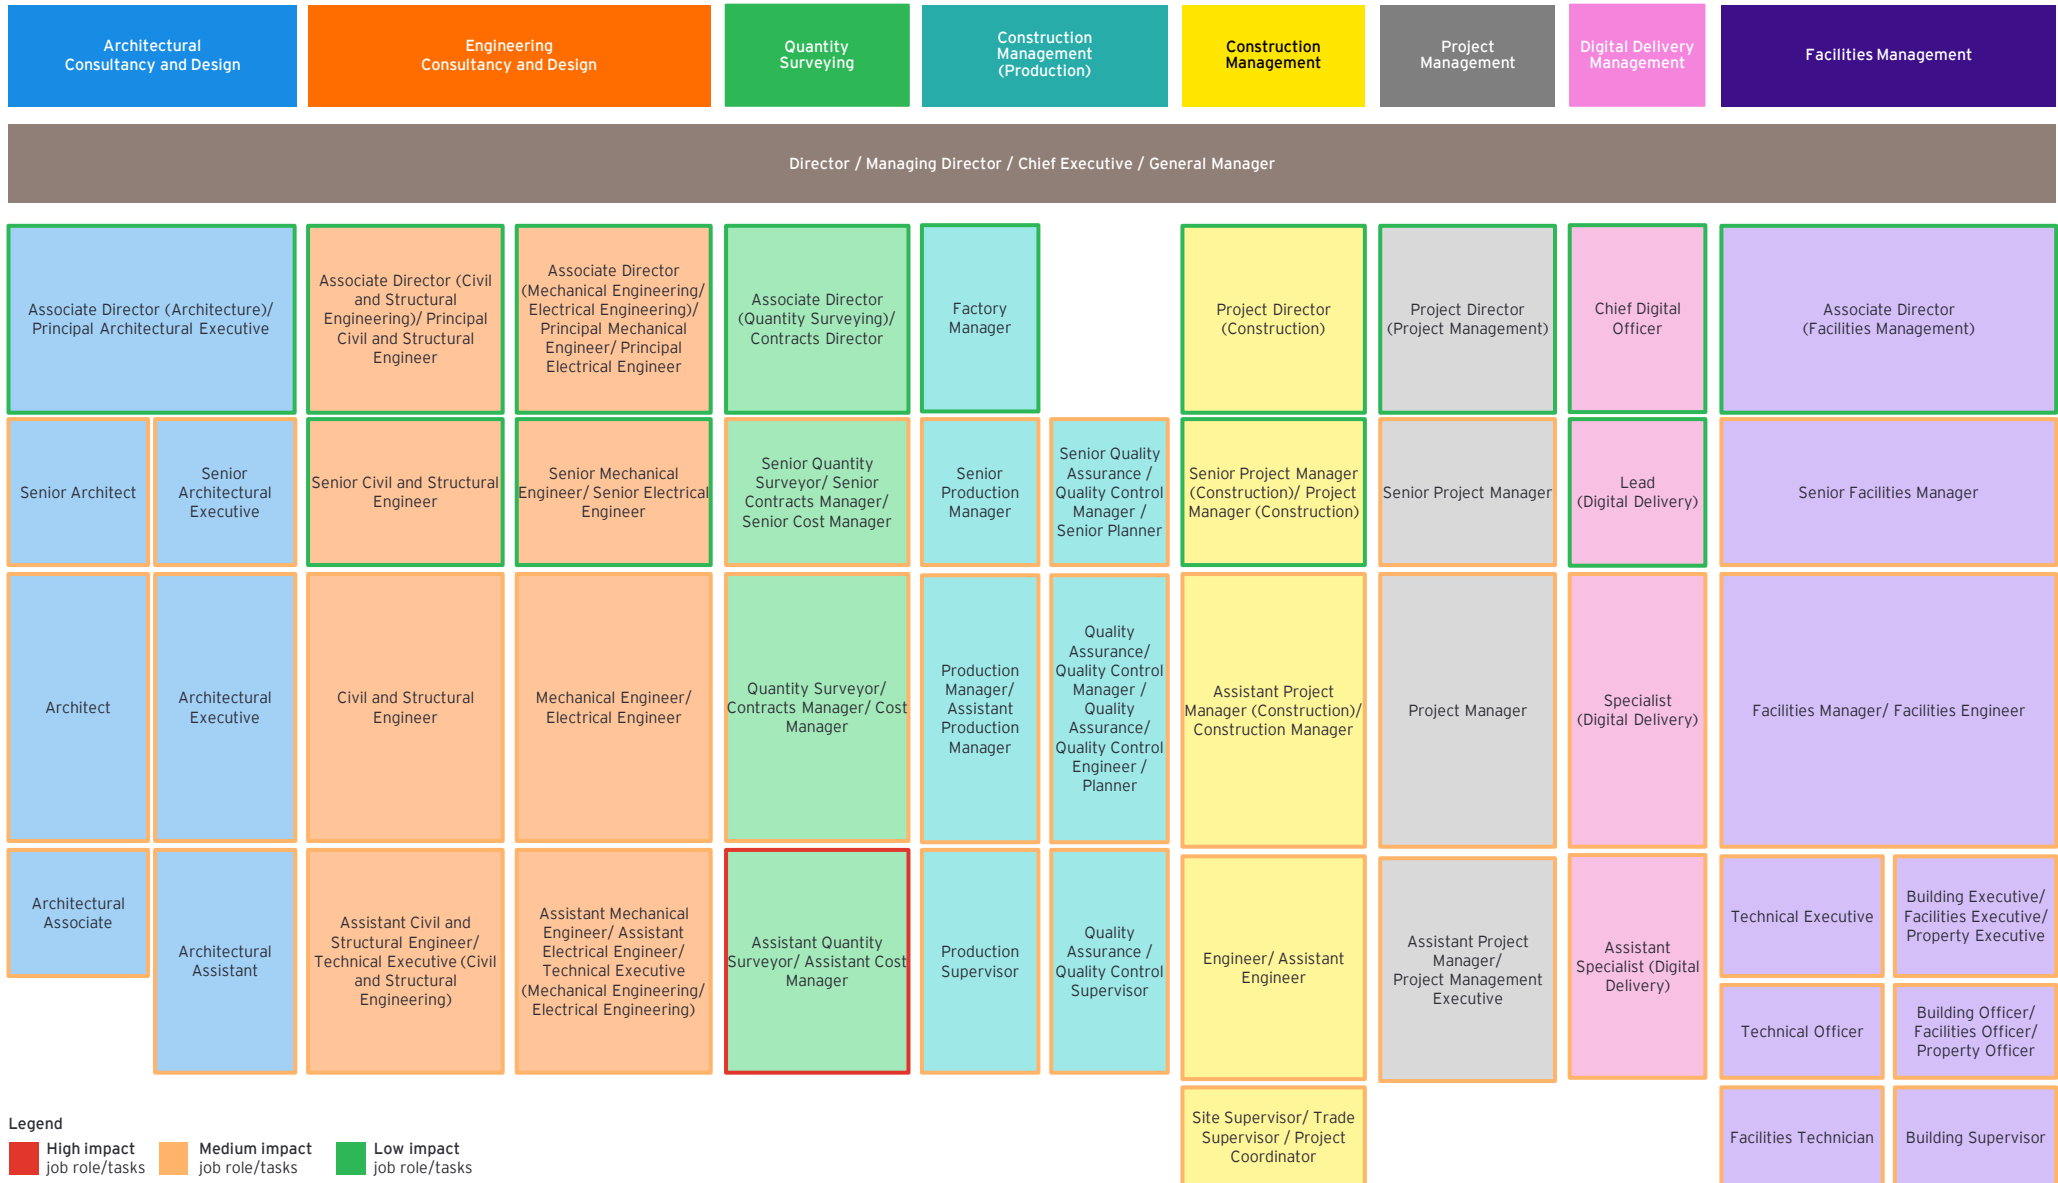 Architectural
Consultancy and Design
Engineering
Consultancy and Design
Quantity
Surveying
Construction
Management
(Production)
Construction
Management
Project
Management
Digital Delivery
Management
Facilities Management
Director / Managing Director / Chief Executive / General Manager
Associate Director (Architecture)/
Principal Architectural Executive
Associate Director (Civil
and Structural
Engineering)/ Principal
Civil and Structural
Engineer
Associate Director
(Mechanical Engineering/
Electrical Engineering)/
Principal Mechanical
Engineer/ Principal
Electrical Engineer
Associate Director
(Quantity Surveying)/
Contracts Director
Factory
Manager
Project Director
(Construction)
Project Director
(Project Management)
Chief Digital
Officer
Associate Director
(Facilities Management)
Senior Architect
Senior
Architectural
Executive
Senior Civil and Structural
Engineer
Senior Mechanical
Engineer/ Senior Electrical
Engineer
Senior Quantity
Surveyor/ Senior
Contracts Manager/
Senior Cost Manager
Senior
Production
Manager
Senior Quality
Assurance /
Quality Control
Manager /
Senior Planner
Senior Project Manager
(Construction)/ Project
Manager (Construction)
Senior Project Manager
Lead
(Digital Delivery)
Senior Facilities Manager
Architect
Architectural
Executive
Civil and Structural
Engineer
Mechanical Engineer/
Electrical Engineer
Quantity Surveyor/
Contracts Manager/ Cost
Manager
Production
Manager/
Assistant
Production
Manager
Quality
Assurance/
Quality Control
Manager /
Quality
Assurance/
Quality Control
Engineer /
Planner
Assistant Project
Manager (Construction)/
Construction Manager
Project Manager
Specialist
(Digital Delivery)
Facilities Manager/ Facilities Engineer
Architectural
Associate
Architectural
Assistant
Assistant Civil and
Structural Engineer/
Technical Executive (Civil
and Structural
Engineering)
Assistant Mechanical
Engineer/ Assistant
Electrical Engineer/
Technical Executive
(Mechanical Engineering/
Electrical Engineering)
Assistant Quantity
Surveyor/ Assistant Cost
Manager
Production
Supervisor
Quality
Assurance /
Quality Control
Supervisor
Engineer/ Assistant
Engineer
Assistant Project
Manager/
Project Management
Executive
Assistant
Specialist (Digital
Delivery)
Technical Executive
Building Executive/
Facilities Executive/
Property Executive
Technical Officer
Building Officer/
Facilities Officer/
Property Officer
Site Supervisor/ Trade
Supervisor / Project
Coordinator
Facilities Technician
Building Supervisor
Legend
High impact
job role/tasks
Medium impact
job role/tasks
Low impact
job role/tasks